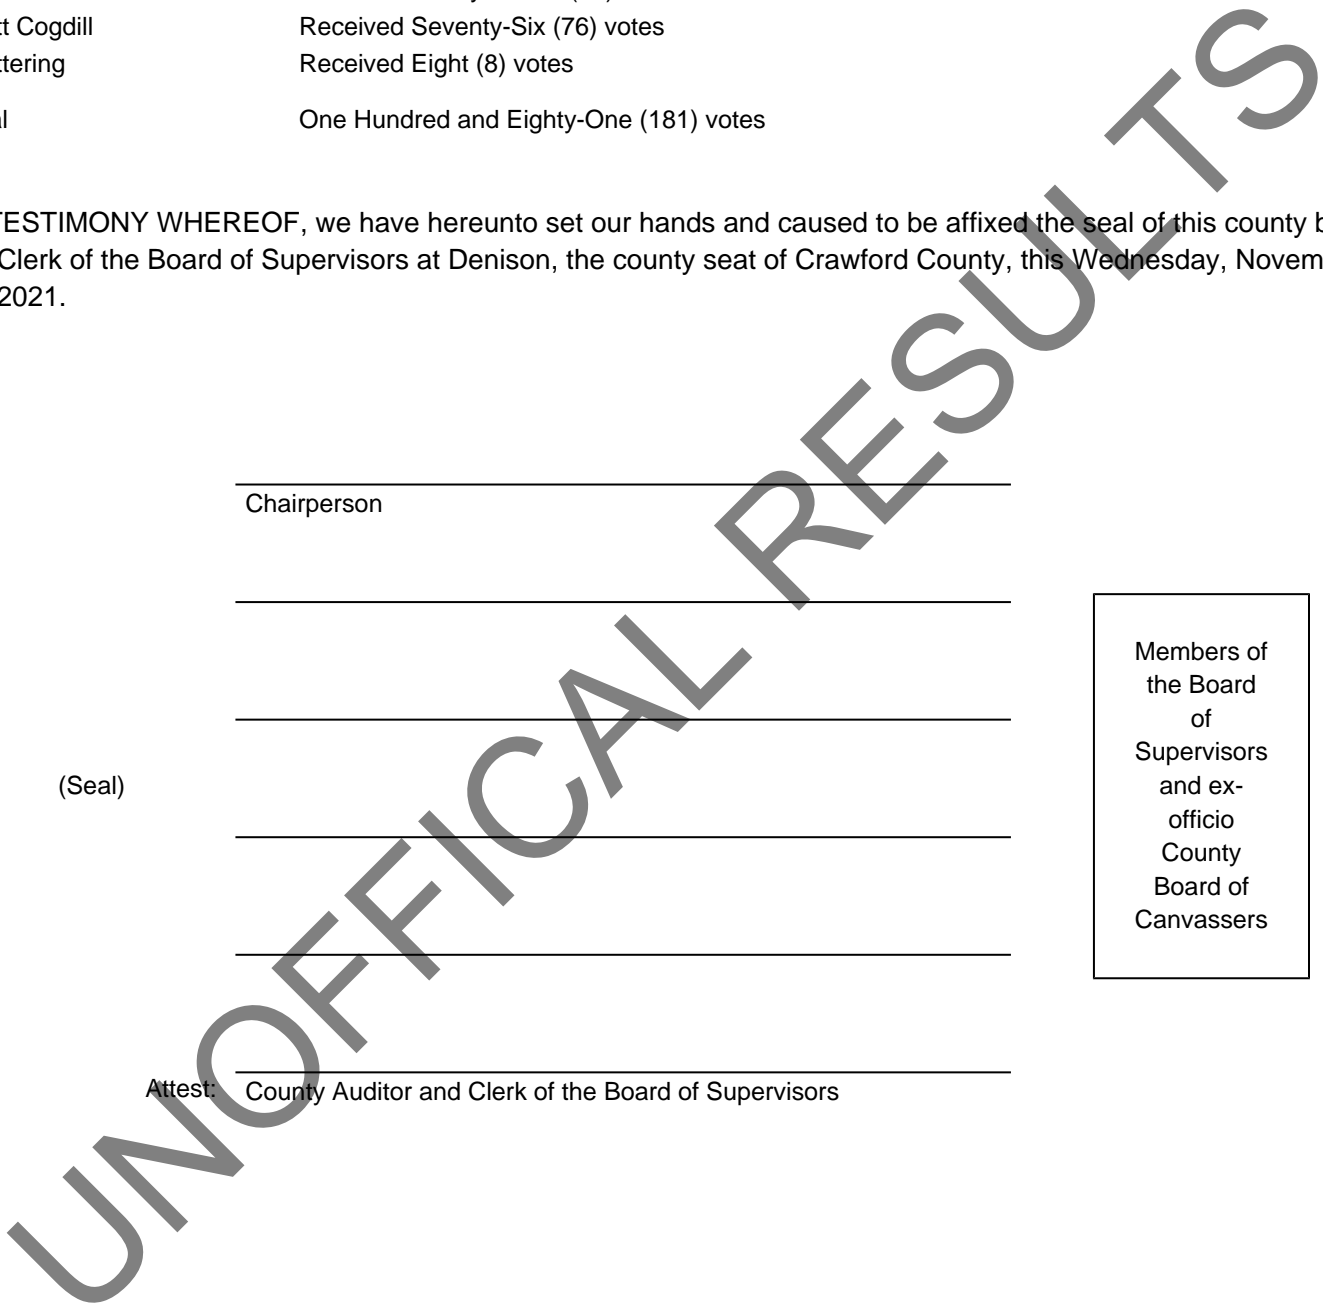 tt Cogdill Received Seventy-Six (76) votes
ttering Received Eight (8) votes
al One Hundred and Eighty-One (181) votes
TESTIMONY WHEREOF, we have hereunto set our hands and caused to be affixed the seal of this county b
Clerk of the Board of Supervisors at Denison, the county seat of Crawford County, this Wednesday, Novem
2021.
Chairperson
Members of
the Board
of
Supervisors
and ex-
officio
County
Board of
Canvassers
(Seal)
Attest: County Auditor and Clerk of the Board of Supervisors
UNOFFICAL RESULTS